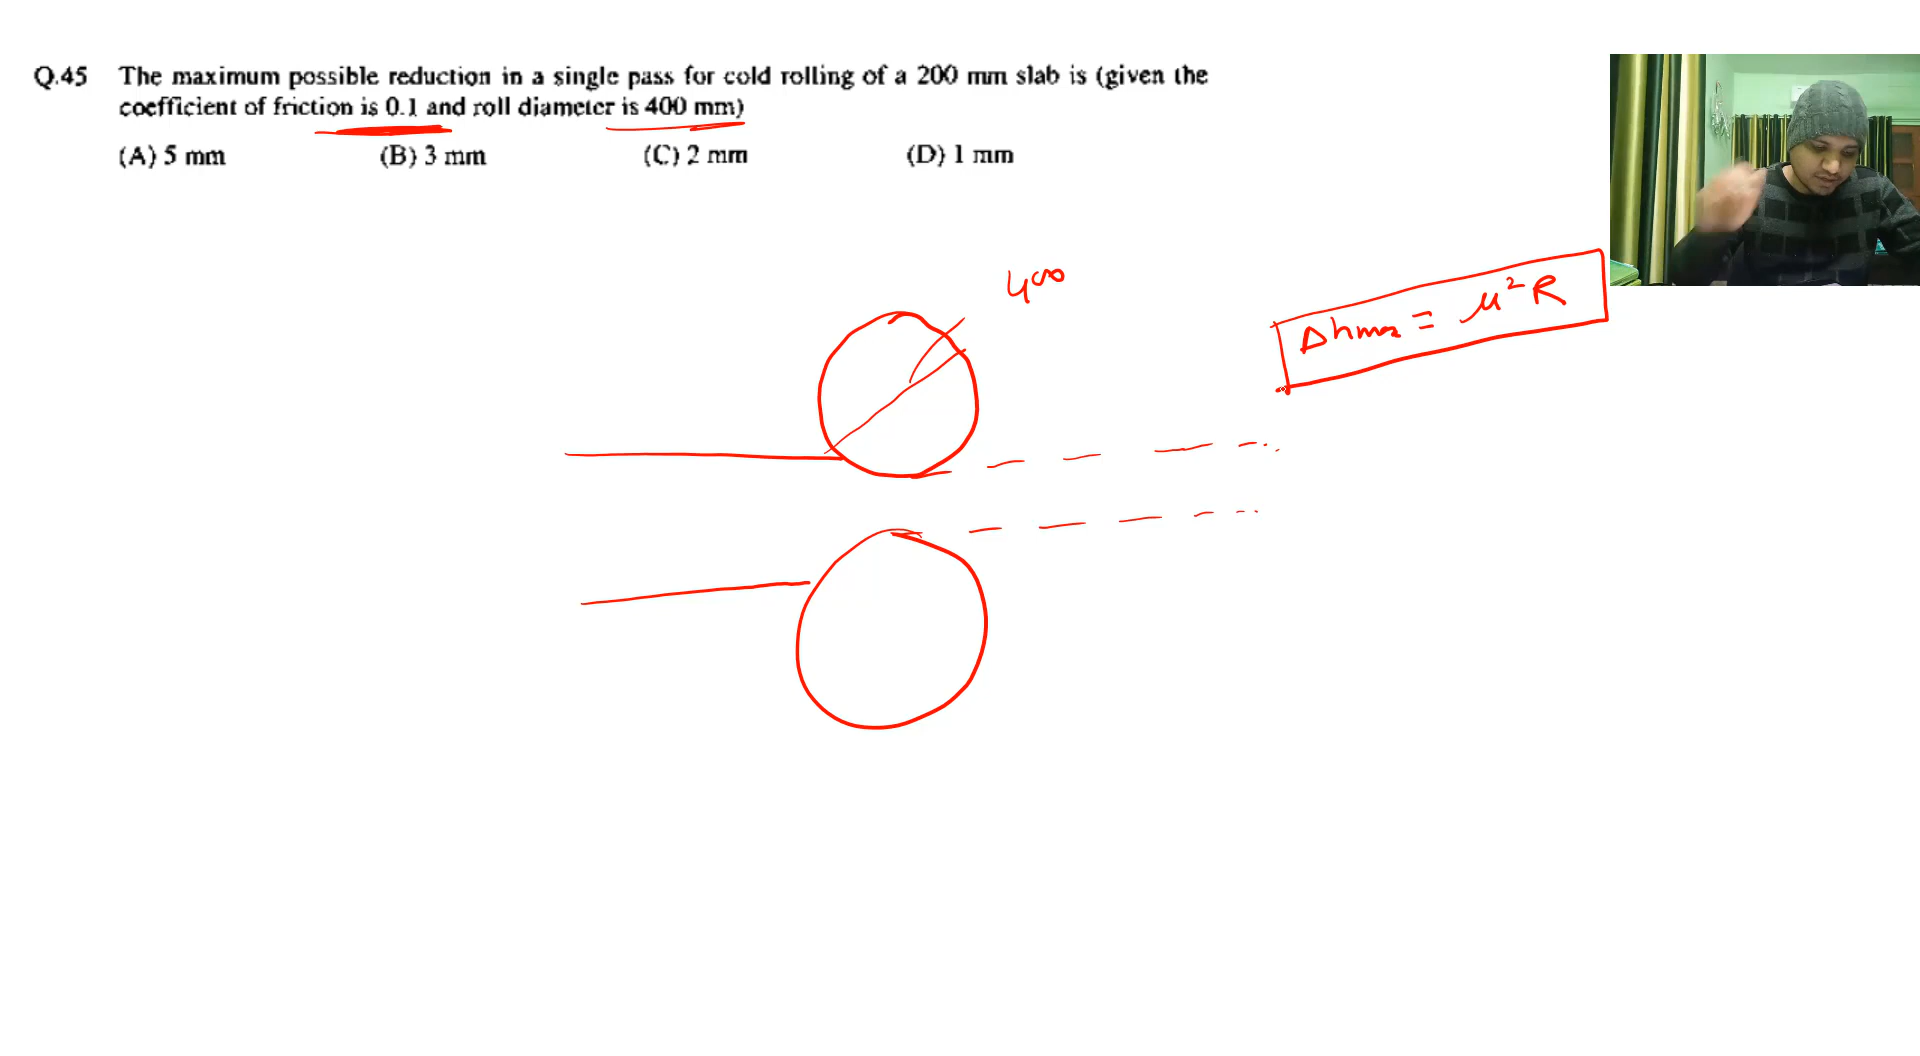 Q.45 The maximum possible reduction in a single pass for cold rolling of a 200 mm slab is (given the
coefficient of friction is 0.1 and roll diameter is 400 mm)
(A) 5 mm (B) 3 mm (C) 2 mm (D) 1 mm
400
Δhmax = μ²R